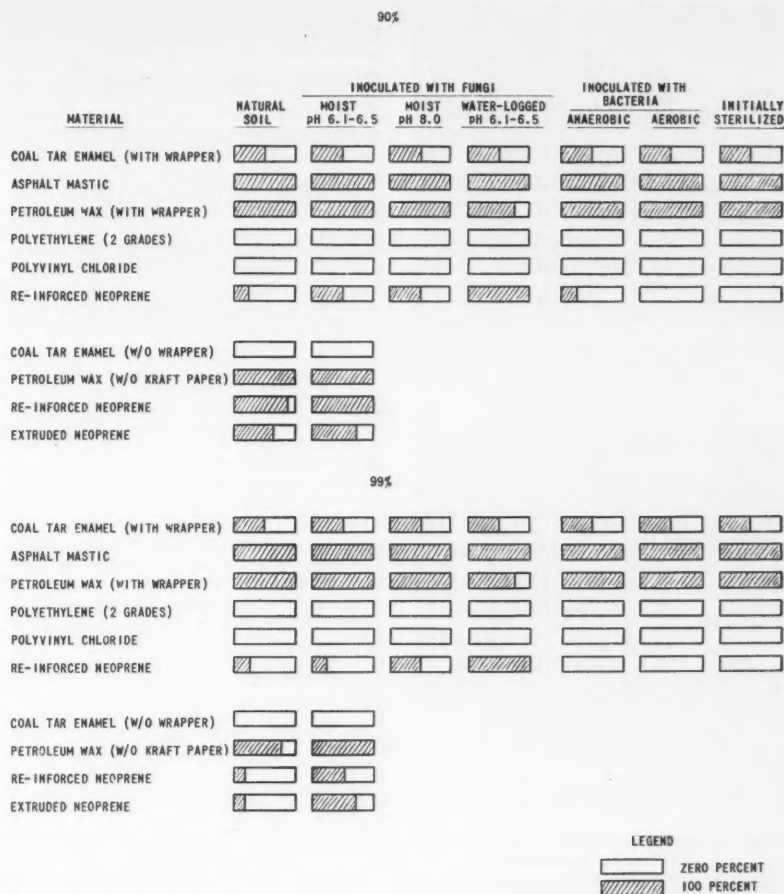 90%
INOCULATED WITH FUNGI INOCULATED WITH
BACTERIA
NATURAL MOIST MOIST WATER-LOGGED INITIALLY
MATERIAL SOIL pH 6.1-6.5 pH 8.0 pH 6.1-6.5 ANAEROBIC AEROBIC STERILIZED
COAL TAR ENAMEL (WITH WRAPPER)
ASPHALT MASTIC
PETROLEUM WAX (WITH WRAPPER)
POLYETHYLENE (2 GRADES)
POLYVINYL CHLORIDE
RE-INFORCED NEOPRENE
COAL TAR ENAMEL (W/O WRAPPER)
PETROLEUM WAX (W/O KRAFT PAPER)
RE-INFORCED NEOPRENE
EXTRUDED NEOPRENE
99%
COAL TAR ENAMEL (WITH WRAPPER)
ASPHALT MASTIC
PETROLEUM WAX (WITH WRAPPER)
POLYETHYLENE (2 GRADES)
POLYVINYL CHLORIDE
RE-INFORCED NEOPRENE
COAL TAR ENAMEL (W/O WRAPPER)
PETROLEUM WAX (W/O KRAFT PAPER)
RE-INFORCED NEOPRENE
EXTRUDED NEOPRENE
LEGEND
ZERO PERCENT
100 PERCENT